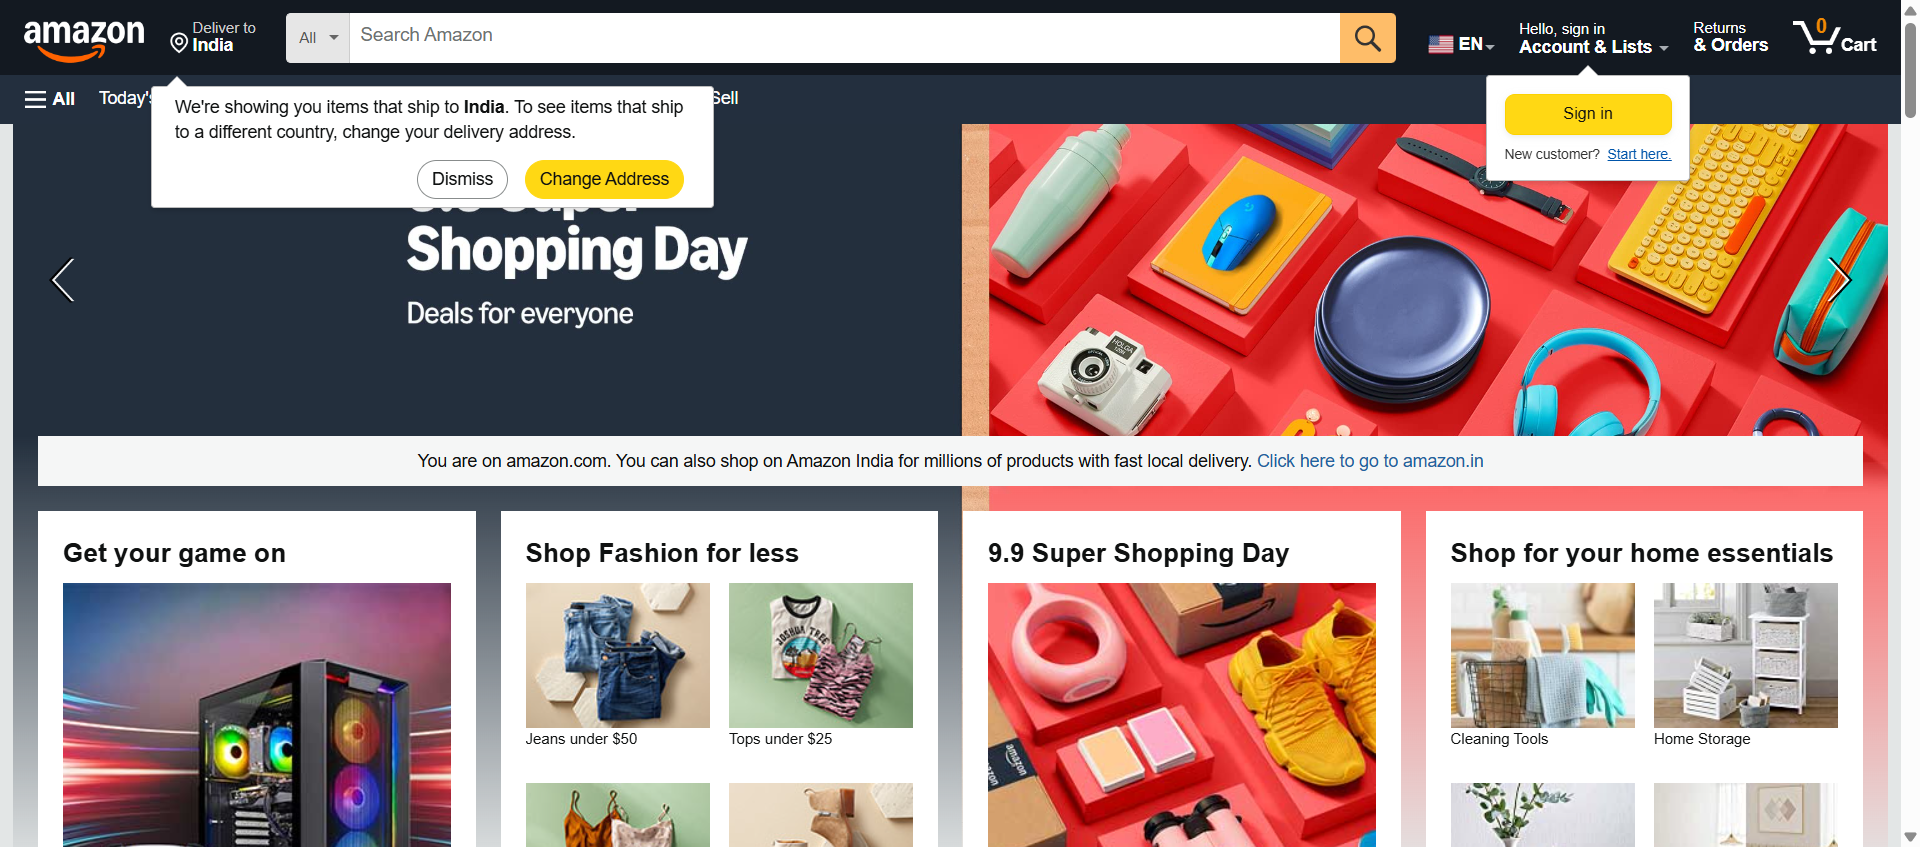 amazon
Deliver to
India
All
Search Amazon
EN
Hello, sign in
Account & Lists
Returns
& Orders
0
Cart
All
Today's
Sell
We're showing you items that ship to India. To see items that ship
to a different country, change your delivery address.
Dismiss
Change Address
Sign in
New customer? Start here.
Shopping Day
Deals for everyone
HOLGA
You are on amazon.com. You can also shop on Amazon India for millions of products with fast local delivery. Click here to go to amazon.in
Get your game on
Shop Fashion for less
JOSHUA TREE
Jeans under $50
Tops under $25
9.9 Super Shopping Day
amazon
Shop for your home essentials
Cleaning Tools
Home Storage